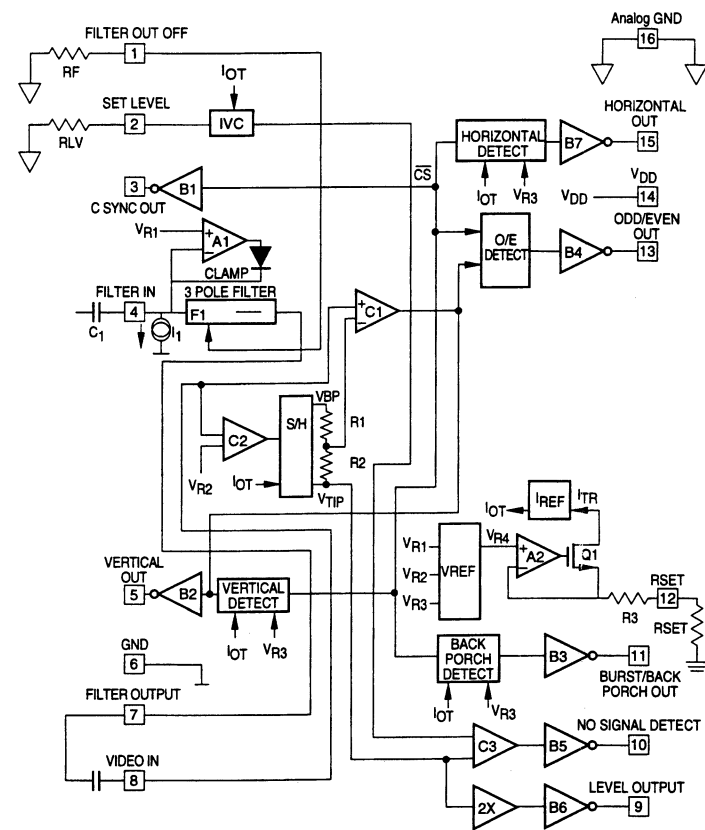 FILTER OUT OFF
1
RF
Analog GND
16
IOT
SET LEVEL
2
IVC
RLV
HORIZONTAL OUT
HORIZONTAL DETECT
B7
15
IOT
VR3
CS
3
B1
C SYNC OUT
VDD
VDD
14
VR1
+
−
A1
CLAMP
O/E DETECT
B4
ODD/EVEN OUT
13
FILTER IN
4
C1
I1
3 POLE FILTER
F1
+
−
C1
VBP
S/H
R1
R2
C2
VR2
IOT
VTIP
IOT
IREF
ITR
VR1
VR2
VR3
VREF
VR4
+
−
A2
Q1
R3
RSET
12
RSET
VERTICAL OUT
5
B2
VERTICAL DETECT
IOT
VR3
BACK PORCH DETECT
B3
11
BURST/BACK PORCH OUT
IOT
VR3
GND
6
FILTER OUTPUT
7
VIDEO IN
8
C3
B5
NO SIGNAL DETECT
10
2X
B6
LEVEL OUTPUT
9